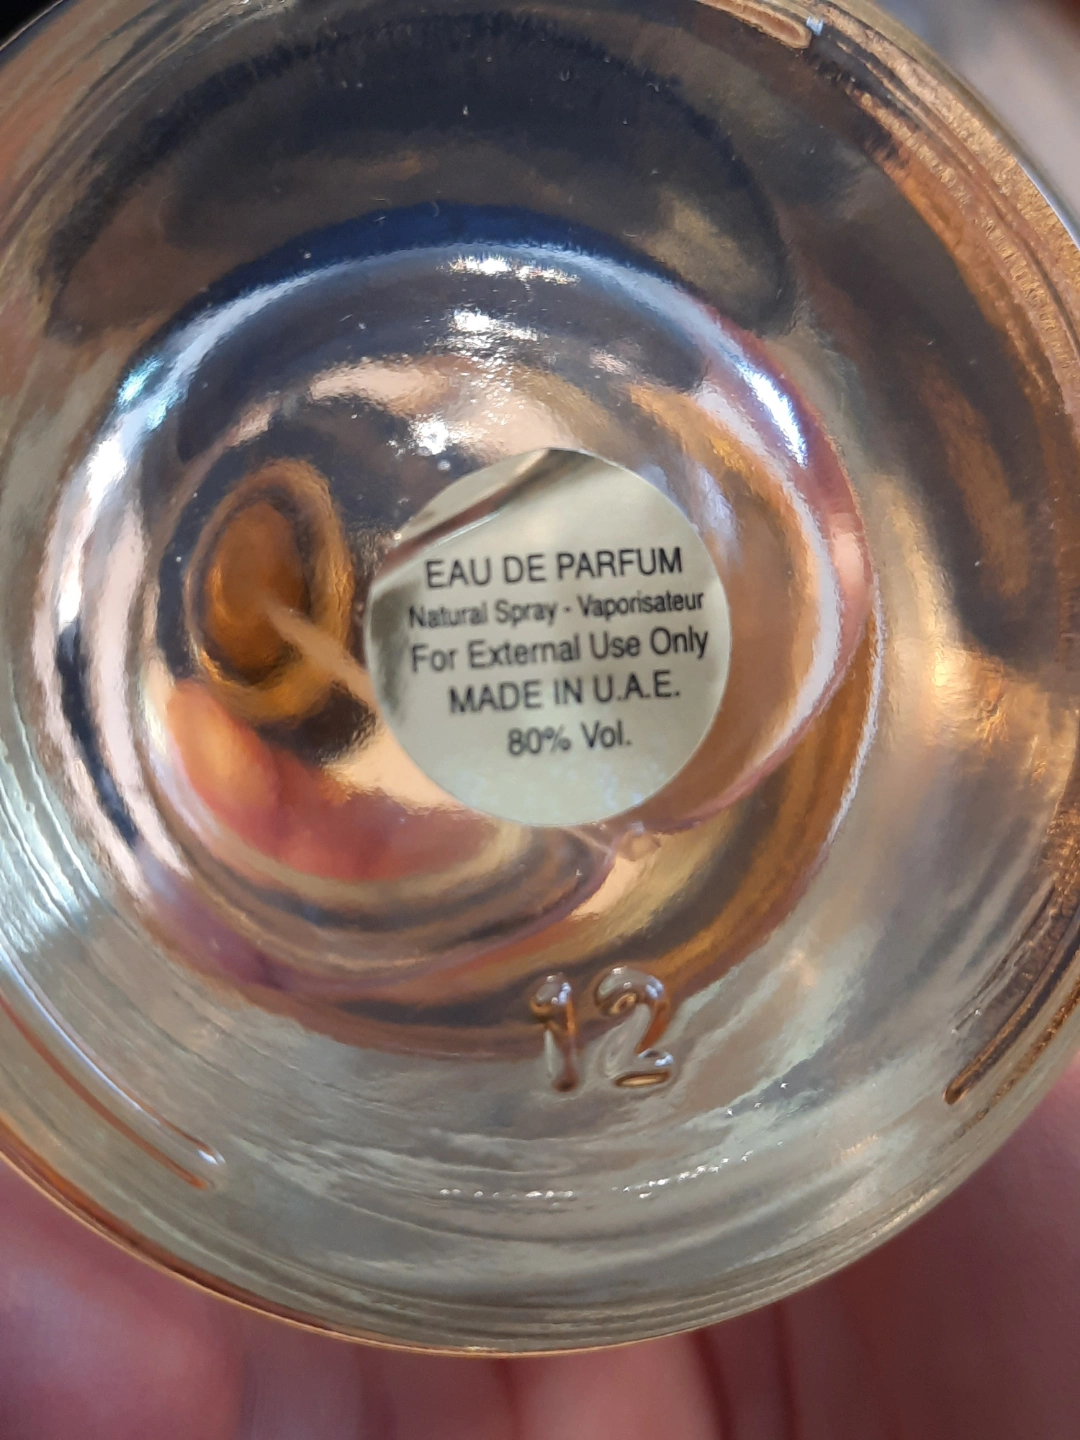 EAU DE PARFUM
Natural Spray - Vaporisateur
For External Use Only
MADE IN U.A.E.
80% Vol.
12